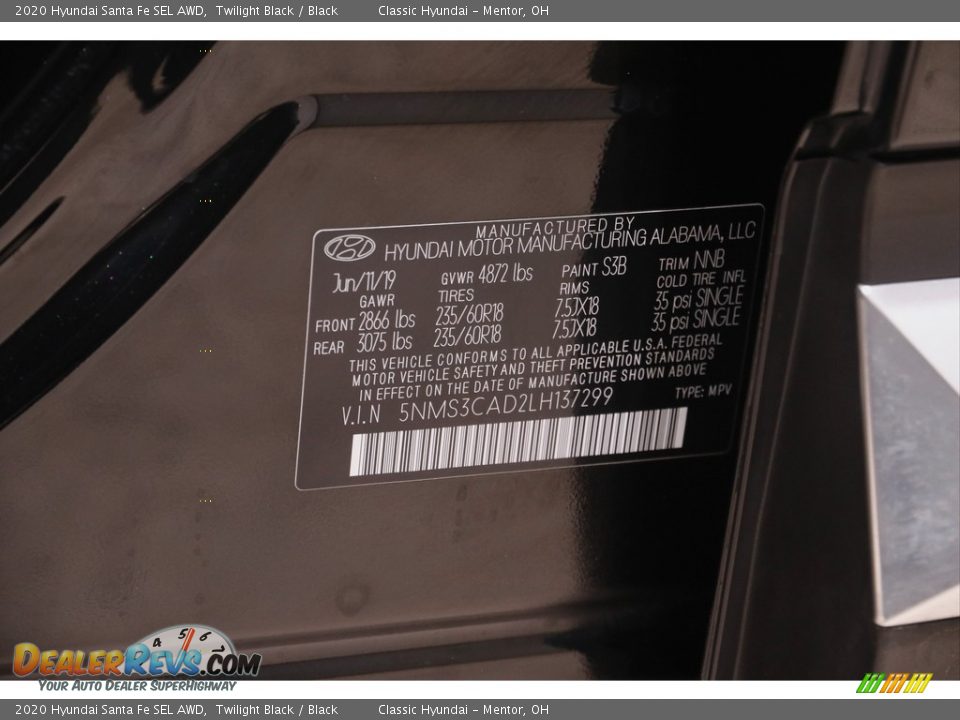 2020 Hyundai Santa Fe SEL AWD, Twilight Black / Black Classic Hyundai - Mentor, OH
MANUFACTURED BY
HYUNDAI MOTOR MANUFACTURING ALABAMA, LLC
Jun/11/19 GVWR 4872 lbs PAINT S3B TRIM NNB
GAWR TIRES RIMS COLD TIRE INFL
FRONT 2866 lbs 235/60R18 7.5JX18 35 psi SINGLE
REAR 3075 lbs 235/60R18 7.5JX18 35 psi SINGLE
THIS VEHICLE CONFORMS TO ALL APPLICABLE U.S.A. FEDERAL
MOTOR VEHICLE SAFETY AND THEFT PREVENTION STANDARDS
IN EFFECT ON THE DATE OF MANUFACTURE SHOWN ABOVE
V.I.N 5NMS3CAD2LH137299 TYPE: MPV
4 5 6
DEALERREVS.COM
YOUR AUTO DEALER SUPERHIGHWAY
2020 Hyundai Santa Fe SEL AWD, Twilight Black / Black Classic Hyundai - Mentor, OH